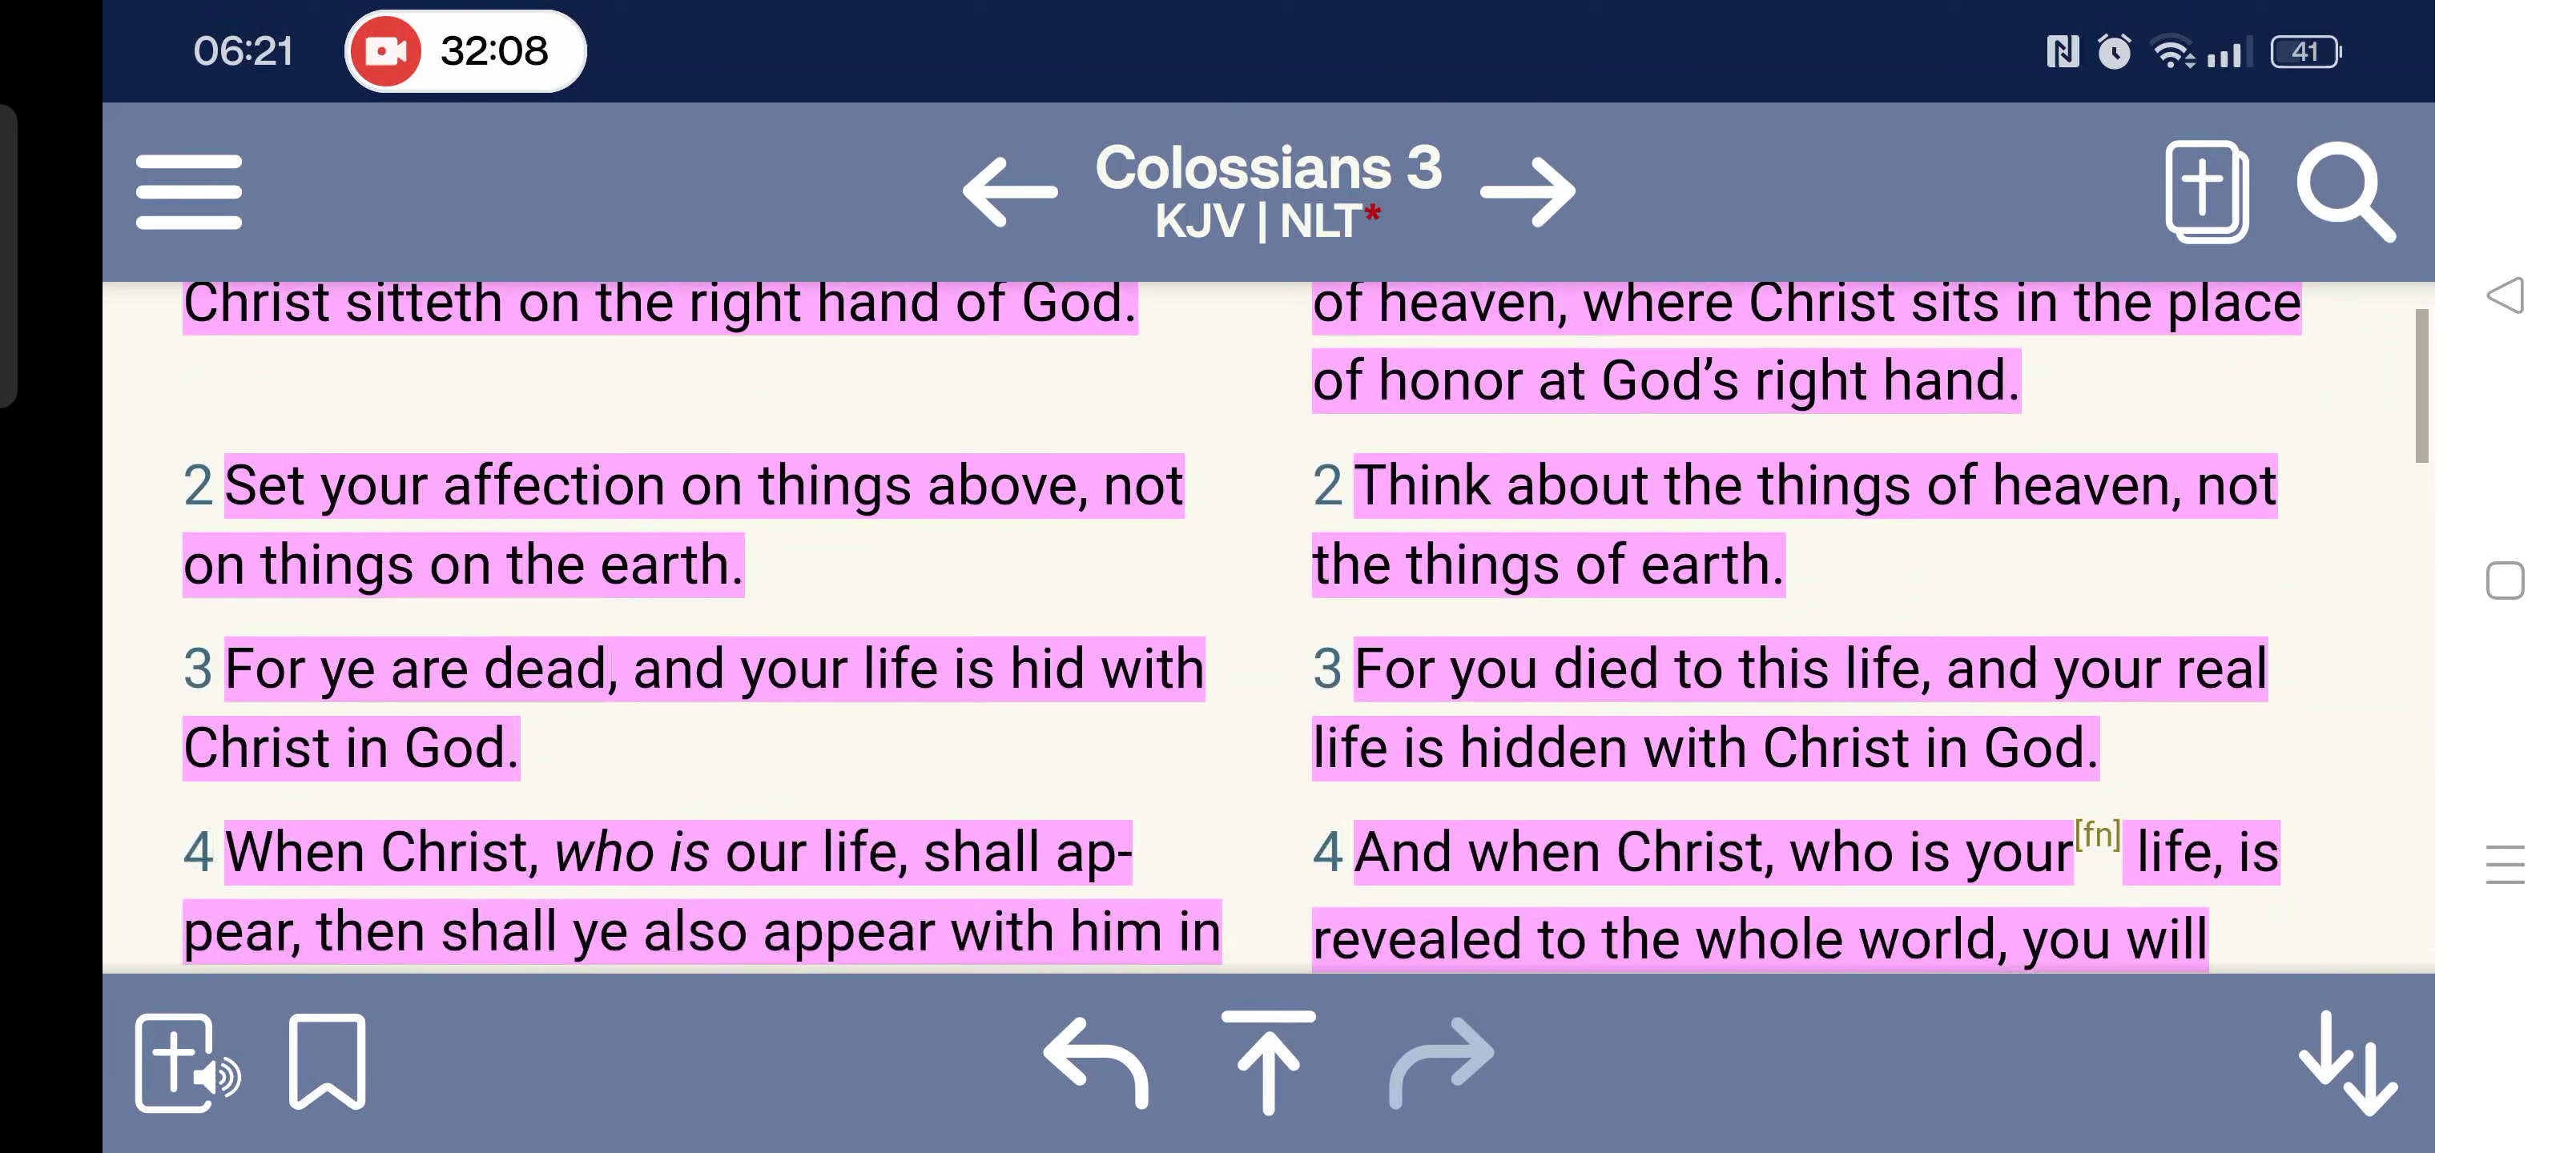 06:21 32:08 41
Colossians 3
KJV | NLT*
Christ sitteth on the right hand of God.
2 Set your affection on things above, not
on things on the earth.
3 For ye are dead, and your life is hid with
Christ in God.
4 When Christ, who is our life, shall ap-
pear, then shall ye also appear with him in
of heaven, where Christ sits in the place
of honor at God’s right hand.
2 Think about the things of heaven, not
the things of earth.
3 For you died to this life, and your real
life is hidden with Christ in God.
4 And when Christ, who is your[fn] life, is
revealed to the whole world, you will